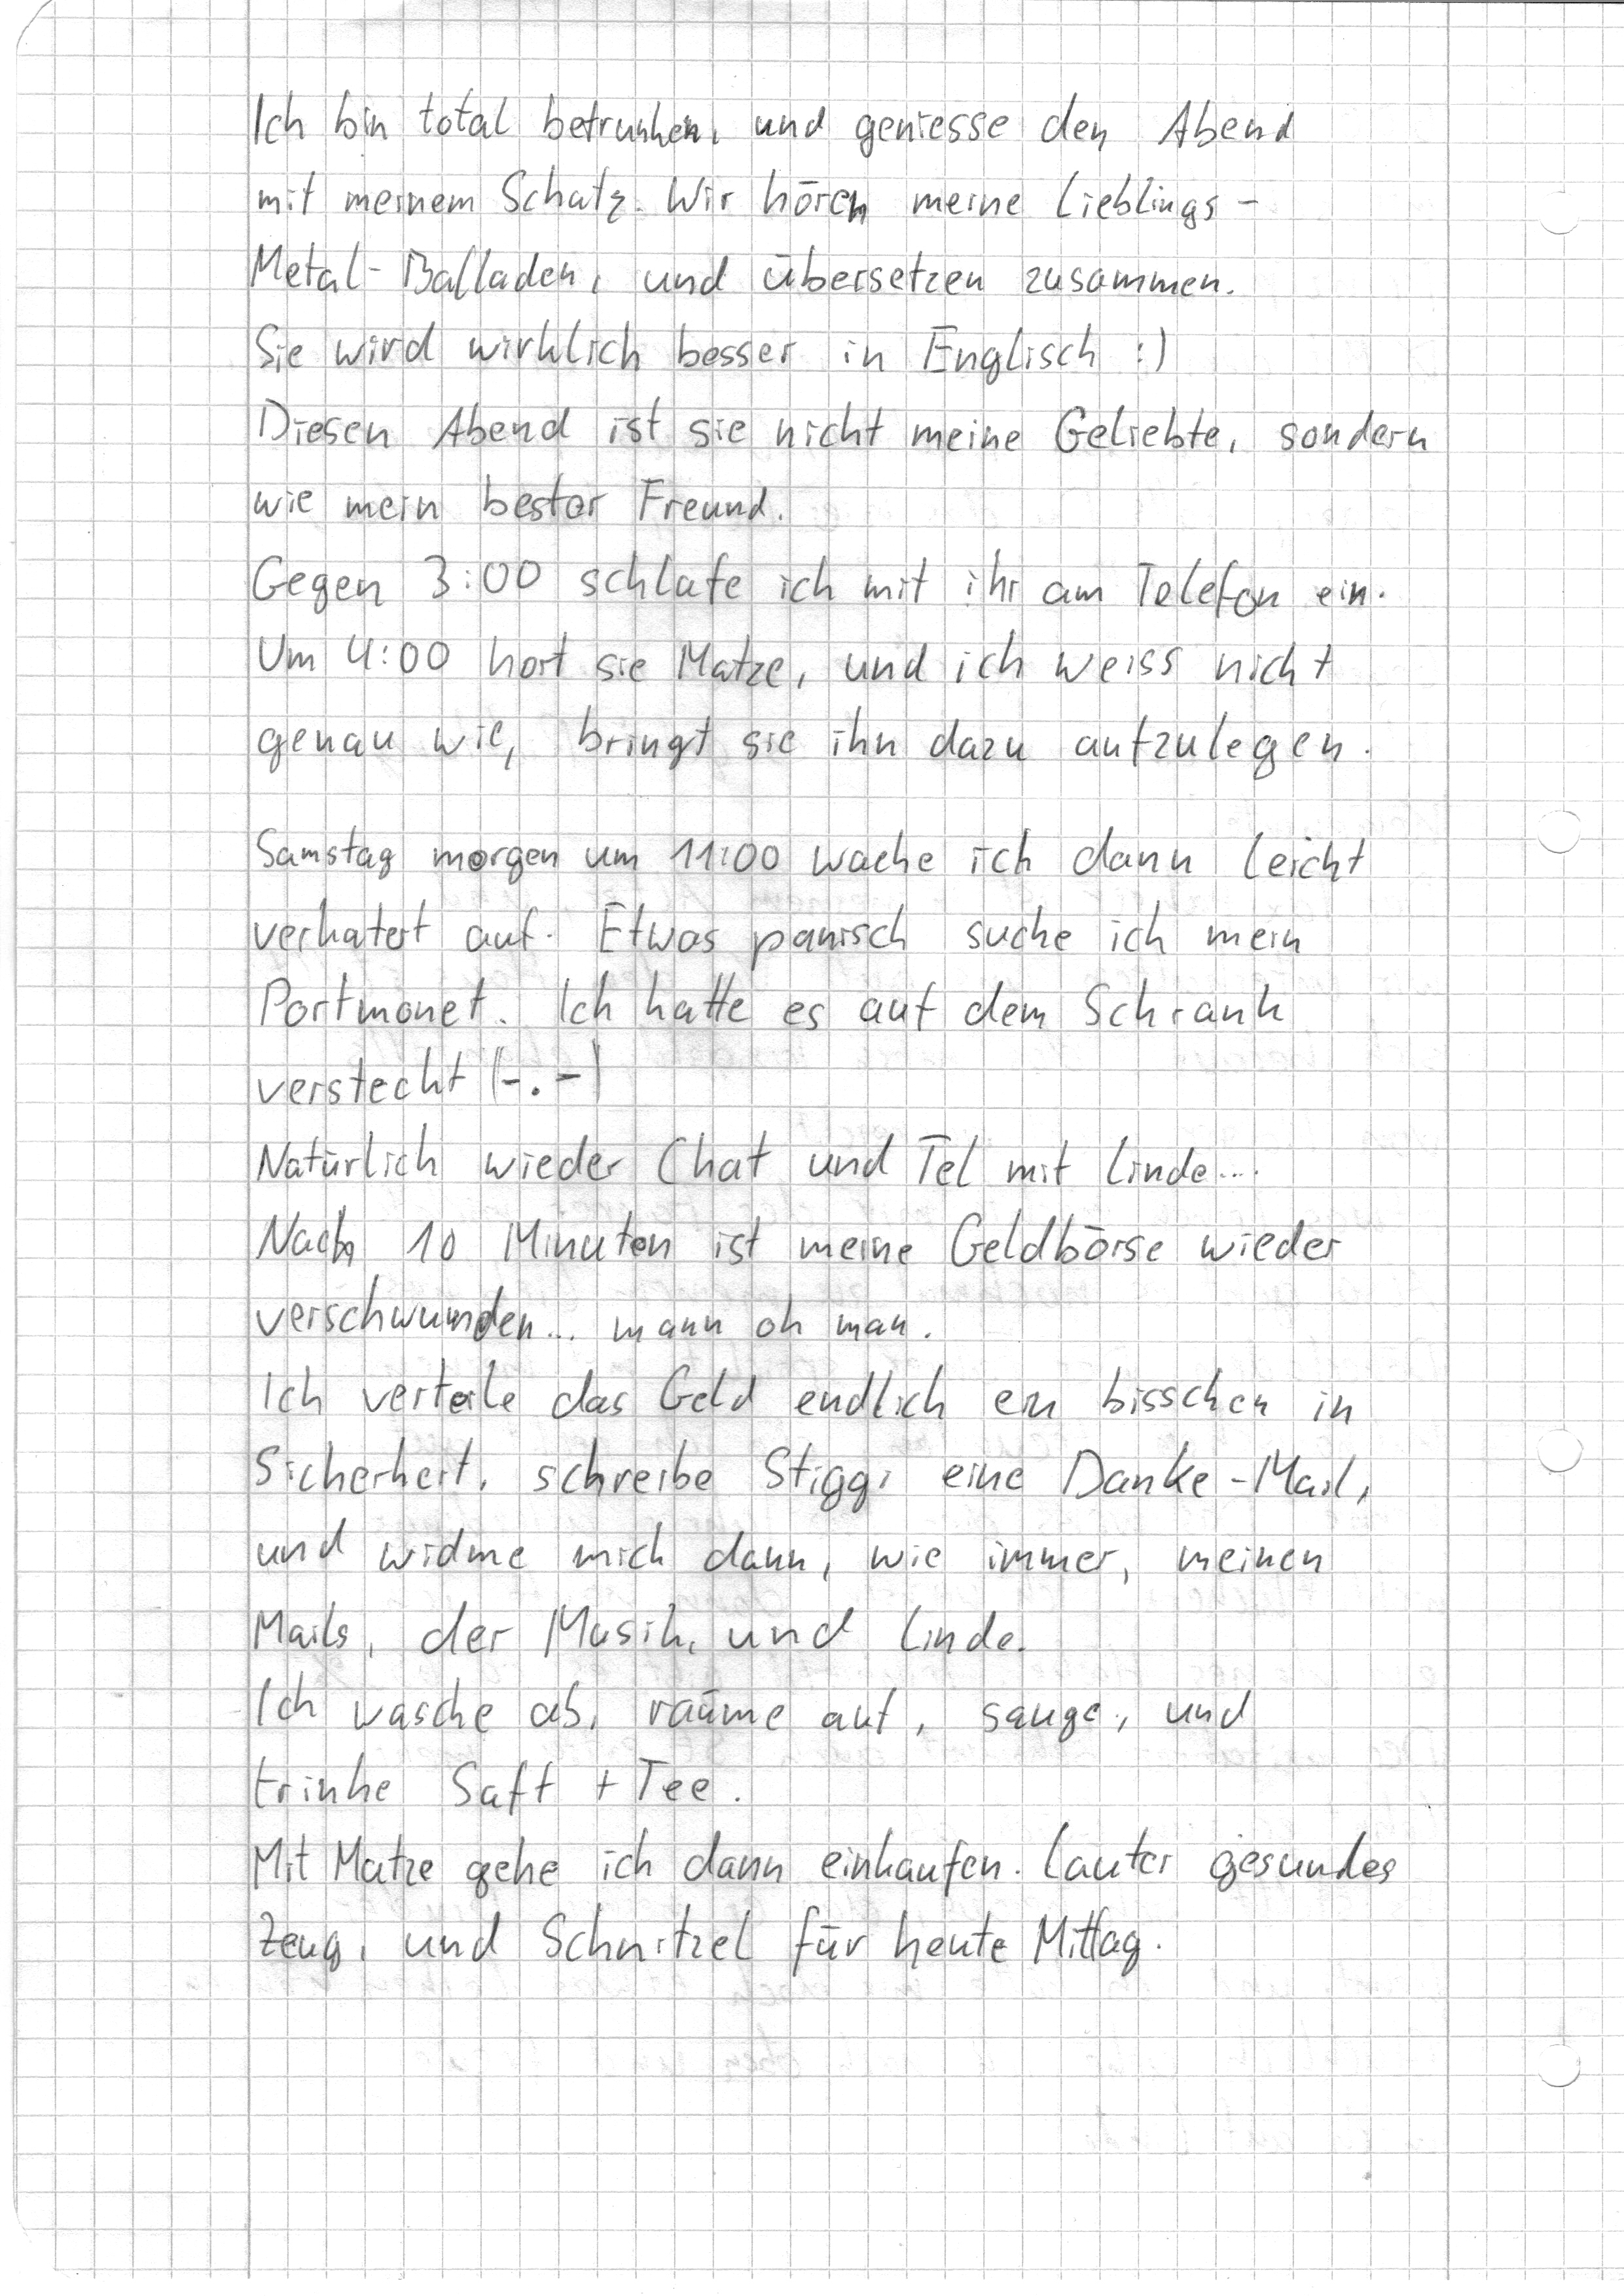 Ich bin total betrunken, und geniesse den Abend
mit meinem Schatz. Wir hören meine Lieblings-
Metal-Balladen, und übersetzen zusammen.
Sie wird wirklich besser in Englisch :)
Diesen Abend ist sie nicht meine Geliebte, sondern
wie mein bester Freund.
Gegen 3:00 schlafe ich mit ihr am Telefon ein.
Um 4:00 hört sie Matze, und ich weiss nicht
genau wie, bringt sie ihn dazu aufzulegen.
Samstag morgen um 11:00 wache ich dann leicht
verkatert auf. Etwas panisch suche ich mein
Portmonet. Ich hatte es auf dem Schrank
versteckt (-.-)
Natürlich wieder Chat und Tel mit Linde...
Nach 10 Minuten ist meine Geldbörse wieder
verschwunden... mann oh man.
Ich verteile das Geld endlich ein bisschen in
Sicherheit, schreibe Stiggi eine Danke-Mail,
und widme mich dann, wie immer, meinen
Mails, der Musik, und Linde.
Ich wasche ab, räume auf, sauge, und
trinke Saft + Tee.
Mit Matze gehe ich dann einkaufen. Lauter gesundes
Zeug, und Schnitzel für heute Mittag.